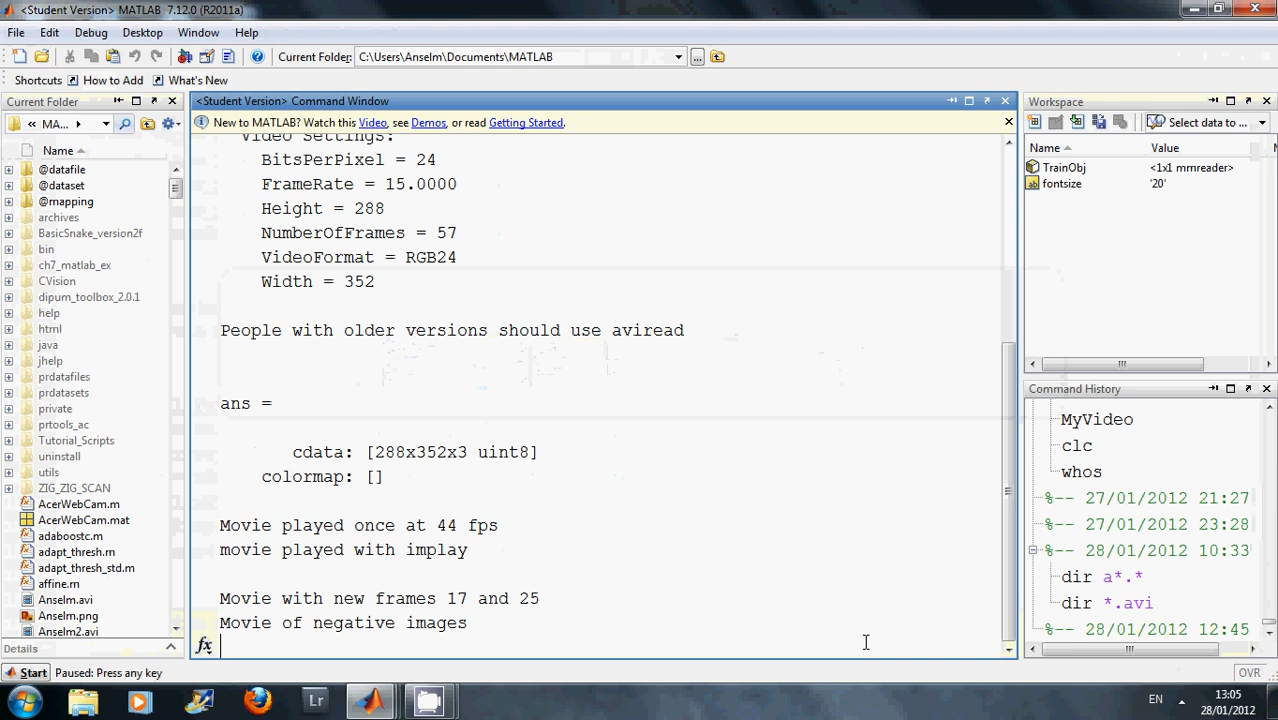 <Student Version> MATLAB 7.12.0 (R2011a)
File Edit Debug Desktop Window Help
Current Folder: C:\Users\Anselm\Documents\MATLAB
Shortcuts How to Add What's New
Current Folder
« MA...
Name
@datafile
@dataset
@mapping
archives
BasicSnake_version2f
bin
ch7_matlab_ex
CVision
dipum_toolbox_2.0.1
help
html
java
jhelp
prdatafiles
prdatasets
private
prtools_ac
Tutorial_Scripts
uninstall
utils
ZIG_ZIG_SCAN
AcerWebCam.m
AcerWebCam.mat
adaboostc.m
adapt_thresh.m
adapt_thresh_std.m
affine.m
Anselm.avi
Anselm.png
Anselm2.avi
Details
<Student Version> Command Window
New to MATLAB? Watch this Video, see Demos, or read Getting Started.
Video Settings:
BitsPerPixel = 24
FrameRate = 15.0000
Height = 288
NumberOfFrames = 57
VideoFormat = RGB24
Width = 352
People with older versions should use aviread
ans =
cdata: [288x352x3 uint8]
colormap: []
Movie played once at 44 fps
movie played with implay
Movie with new frames 17 and 25
Movie of negative images
fx
Workspace
Select data to ...
Name Value M
TrainObj <1x1 mmreader>
fontsize '20'
Command History
MyVideo
clc
whos
%-- 27/01/2012 21:27
%-- 27/01/2012 23:28
%-- 28/01/2012 10:33
dir a*.*
dir *.avi
%-- 28/01/2012 12:45
Start Paused: Press any key
OVR
Lr
EN
13:05
28/01/2012